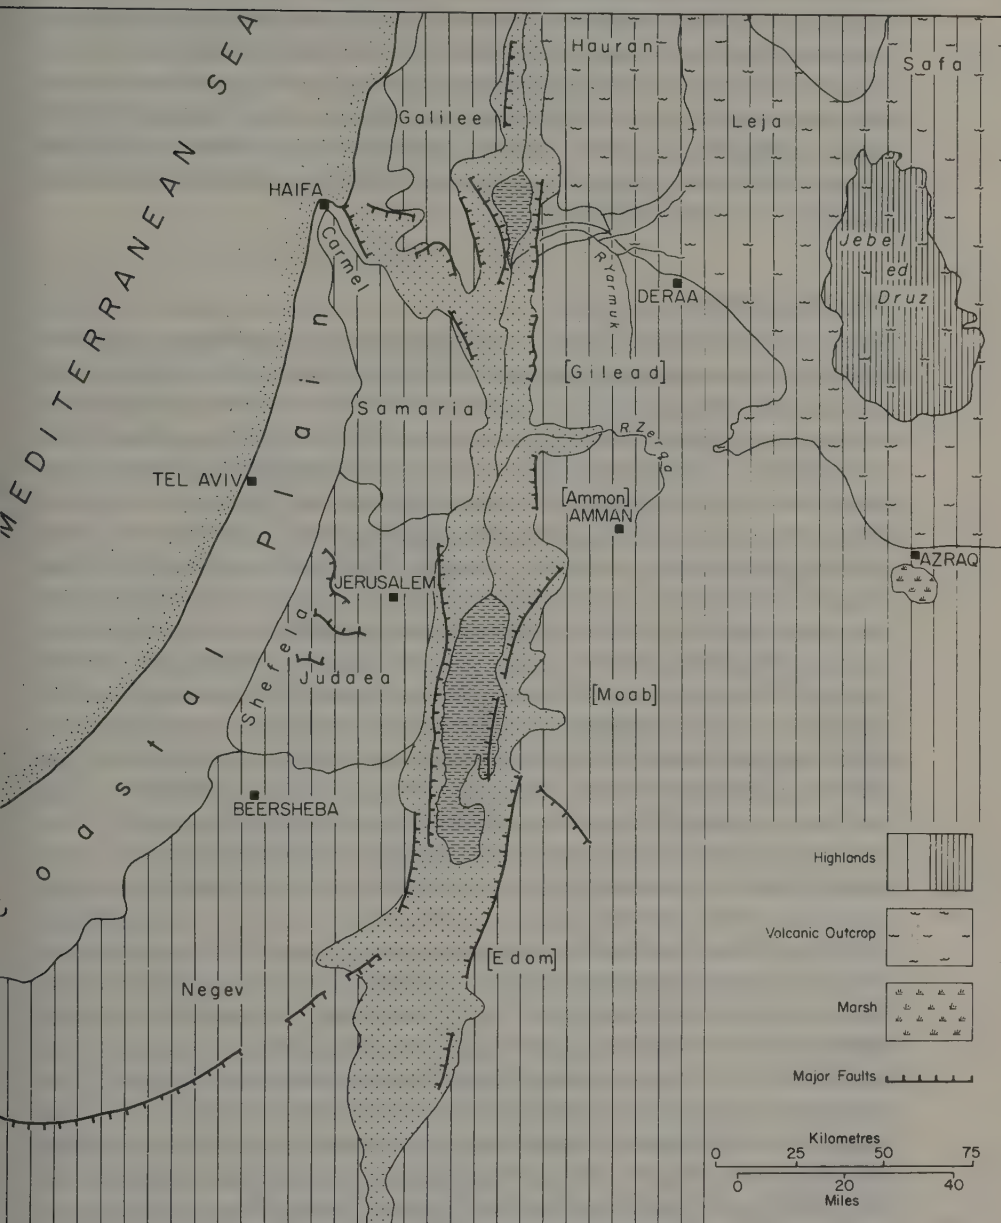 MEDITERRANEAN SEA
Hauran
Safa
Galilee
Leja
HAIFA
Carmel
Jebel
ed
Druz
R. Yarmuk
DERAA
[Gilead]
Samaria
R. Zerqa
TEL AVIV
[Ammon]
AMMAN
AZRAQ
JERUSALEM
Coastal Plain
Shefela
Judaea
[Moab]
BEERSHEBA
Highlands
Volcanic Outcrop
[Edom]
Negev
Marsh
Major Faults
Kilometres
0 25 50 75
0 20 40
Miles